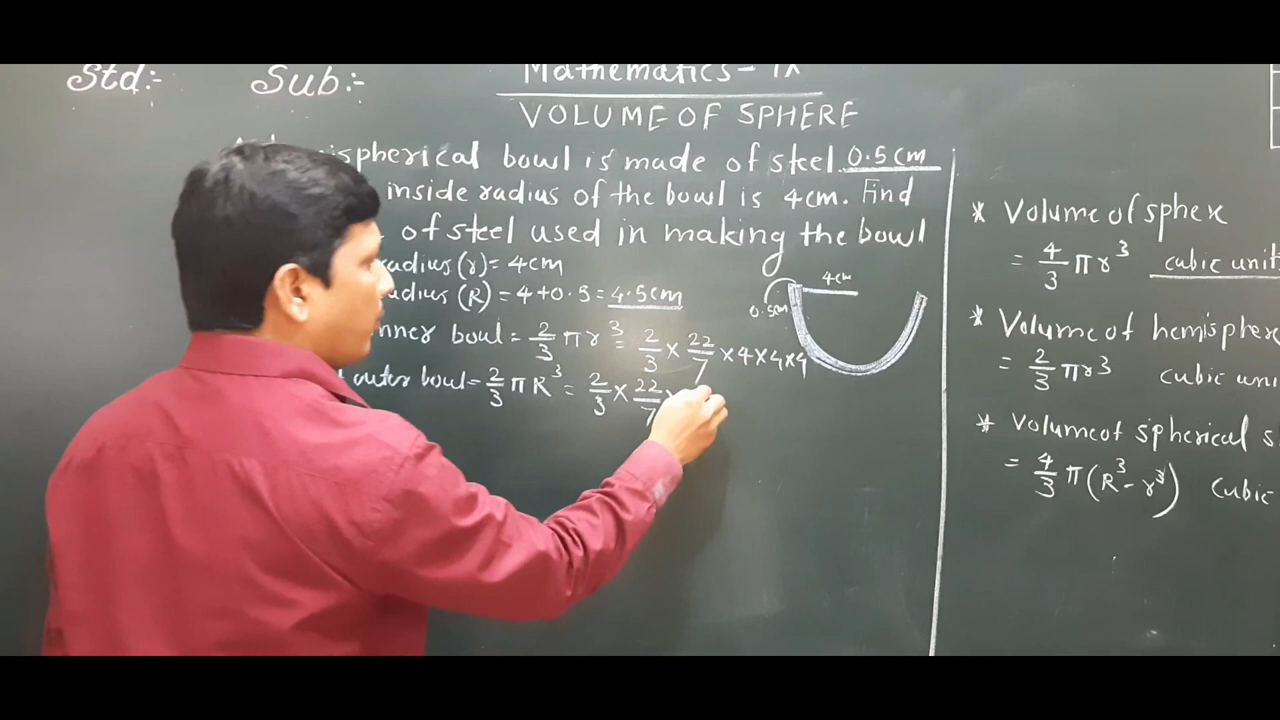 Std:- Sub:- Mathematics - IX
VOLUME OF SPHERE
bowl is made of steel 0.5cm
inside radius of the bowl is 4cm. Find
of steel used in making the bowl
radius (r) = 4cm
radius (R) = 4+0.5 = 4.5cm
bowl = 2/3 πr³ = 2/3 × 22/7 × 4 × 4 × 4
outer bowl = 2/3 πR³ = 2/3 × 22/7
4cm
0.5cm
* Volume of sphere
= 4/3 πr³ cubic unit
* Volume of hemisphere
= 2/3 πr³ cubic
* Volume of spherical
= 4/3 π(R³ - r³) cubic